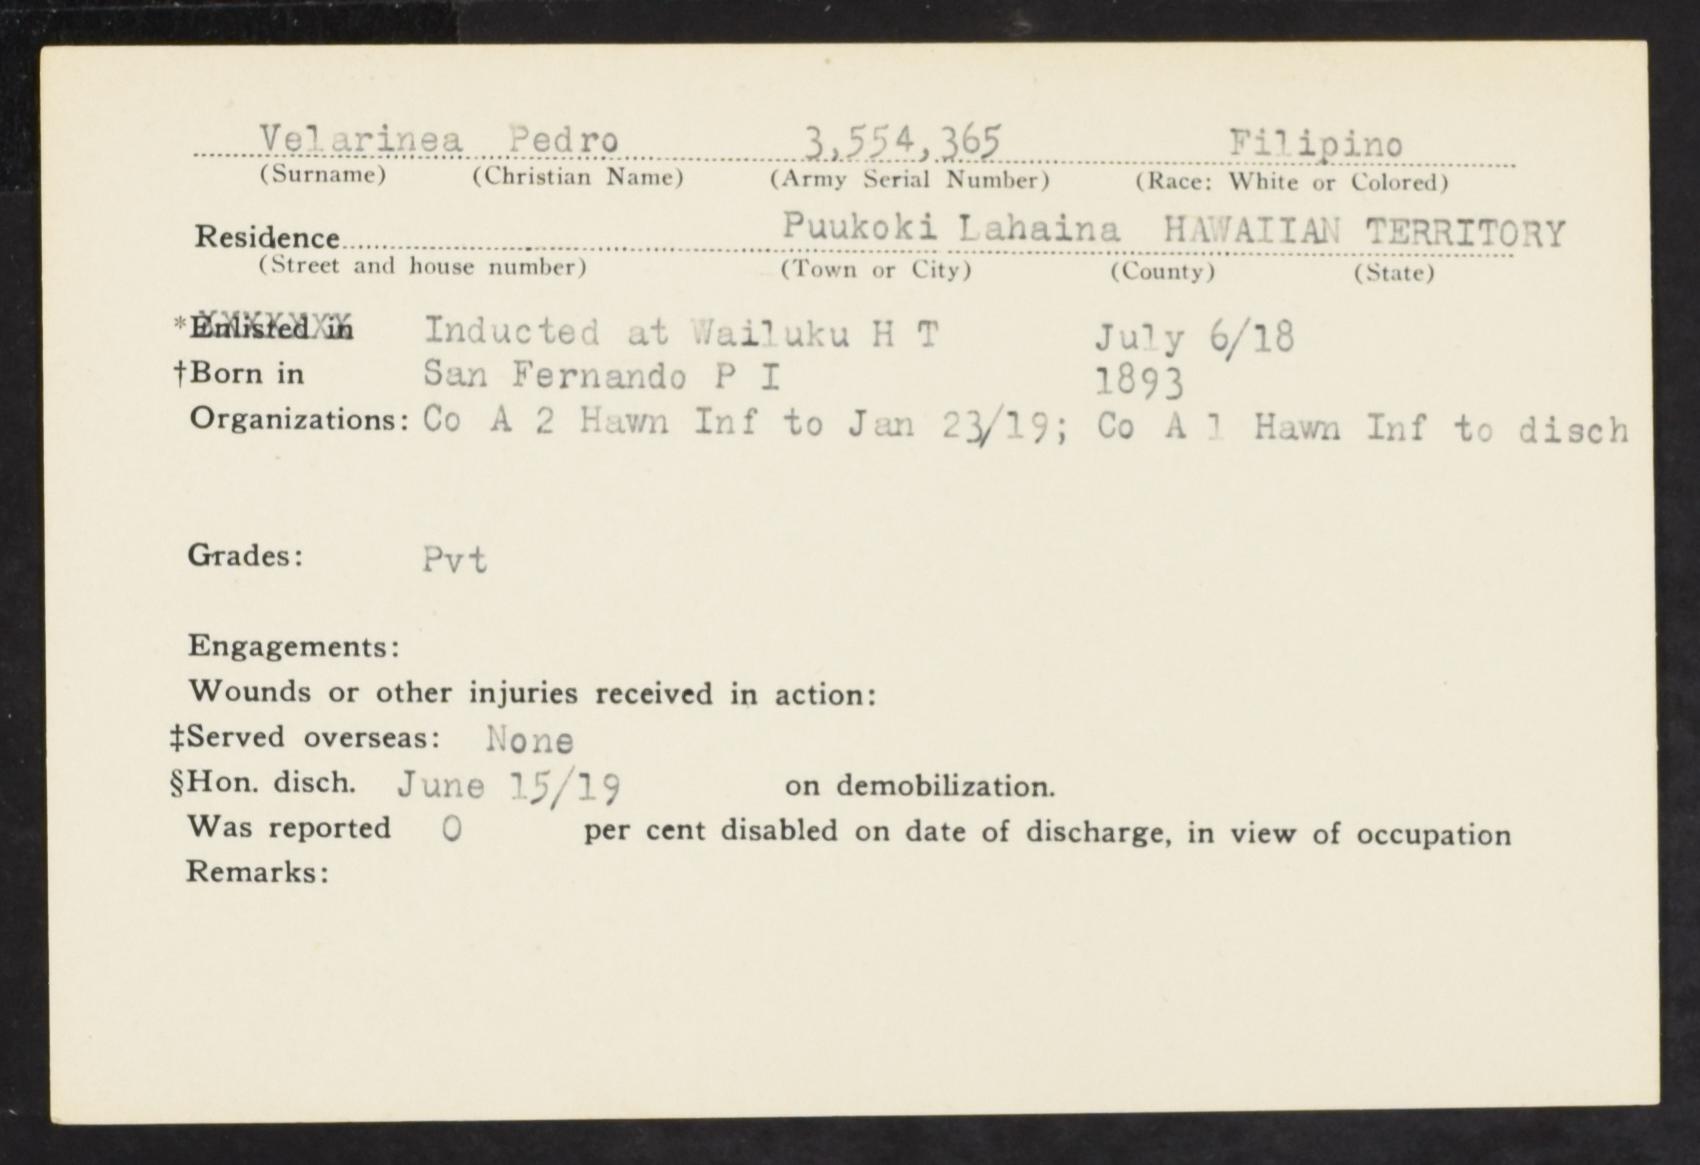 Velarinea Pedro 3,554,365 Filipino
(Surname) (Christian Name) (Army Serial Number) (Race: White or Colored)
Residence Puukoki Lahaina HAWAIIAN TERRITORY
(Street and house number) (Town or City) (County) (State)
*Enlisted in Inducted at Wailuku H T July 6/18
†Born in San Fernando P I 1893
Organizations: Co A 2 Hawn Inf to Jan 23/19; Co A 1 Hawn Inf to disch
Grades: Pvt
Engagements:
Wounds or other injuries received in action:
‡Served overseas: None
§Hon. disch. June 15/19 on demobilization.
Was reported 0 per cent disabled on date of discharge, in view of occupation
Remarks: